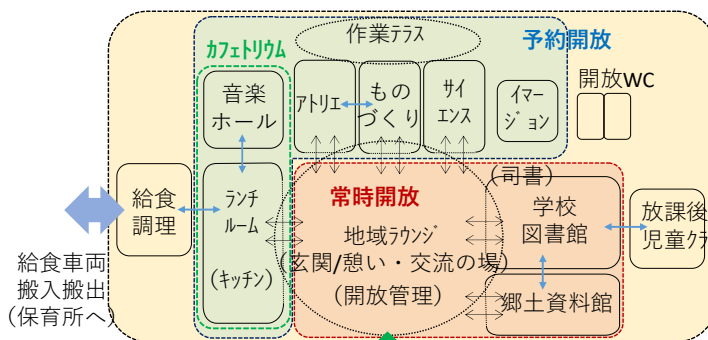 作業ﾃﾗｽ
予約開放
ｶﾌｪﾄﾘｳﾑ
音楽
ホール
ｱﾄﾘｴ
もの
づくり
ｻｲ
ｴﾝｽ
ｲﾏｰ
ｼﾞｮﾝ
開放WC
給食
調理
ﾗﾝﾁ
ﾙｰﾑ
(ｷｯﾁﾝ)
常時開放
地域ﾗｳﾝｼﾞ
(玄関/憩い・交流の場)
(開放管理)
(司書)
学校
図書館
郷土資料館
放課後
児童ｸﾗ
給食車両
搬入搬出
(保育所へ)